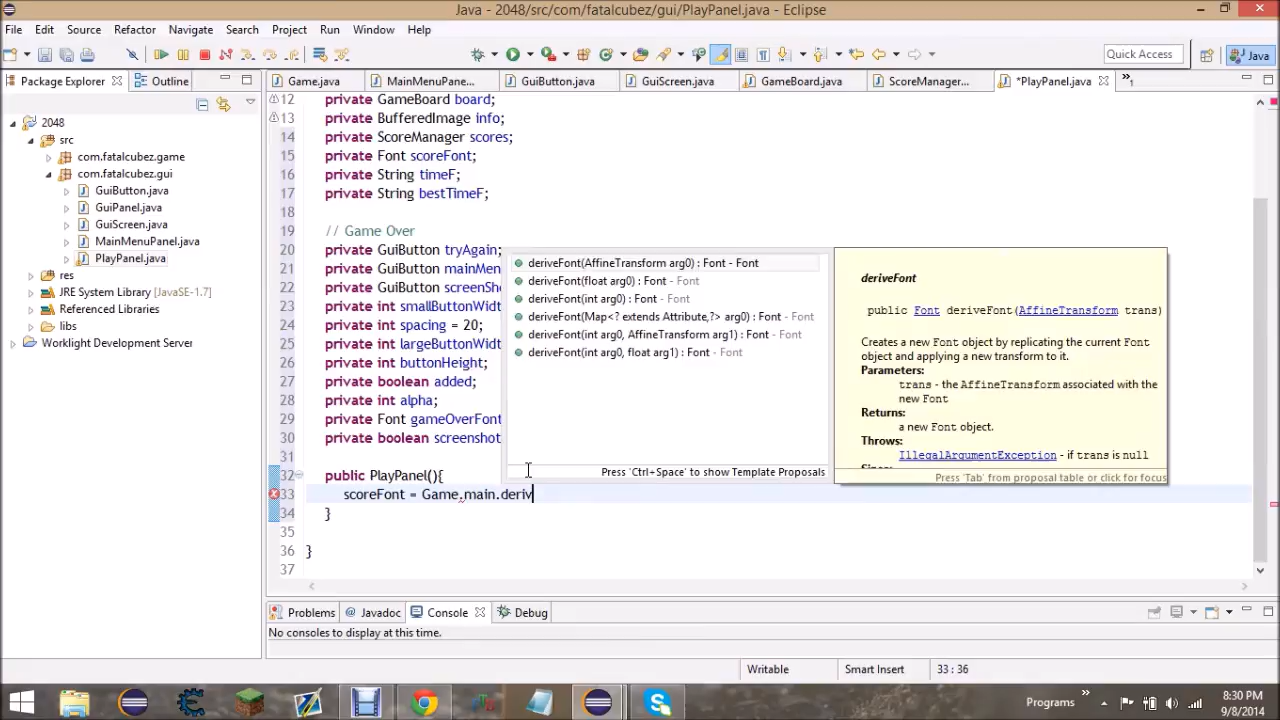 Java - 2048/src/com/fatalcubez/gui/PlayPanel.java - Eclipse
File Edit Source Refactor Navigate Search Project Run Window Help
Quick Access Java
Package Explorer Outline
Game.java MainMenuPane... GuiButton.java GuiScreen.java GameBoard.java ScoreManager... *PlayPanel.java »1
2048
src
com.fatalcubez.game
com.fatalcubez.gui
GuiButton.java
GuiPanel.java
GuiScreen.java
MainMenuPanel.java
PlayPanel.java
res
JRE System Library [JavaSE-1.7]
Referenced Libraries
libs
Worklight Development Server
12 private GameBoard board;
13 private BufferedImage info;
14 private ScoreManager scores;
15 private Font scoreFont;
16 private String timeF;
17 private String bestTimeF;
18
19 // Game Over
20 private GuiButton tryAgain;
21 private GuiButton mainMen
22 private GuiButton screenSho
23 private int smallButtonWidt
24 private int spacing = 20;
25 private int largeButtonWidt
26 private int buttonHeight;
27 private boolean added;
28 private int alpha;
29 private Font gameOverFont
30 private boolean screenshot
31
32 public PlayPanel(){
33 scoreFont = Game.main.deriv
34 }
35
36 }
37
deriveFont(AffineTransform arg0) : Font - Font
deriveFont(float arg0) : Font - Font
deriveFont(int arg0) : Font - Font
deriveFont(Map<? extends Attribute,?> arg0) : Font - Font
deriveFont(int arg0, AffineTransform arg1) : Font - Font
deriveFont(int arg0, float arg1) : Font - Font
Press 'Ctrl+Space' to show Template Proposals
deriveFont
public Font deriveFont(AffineTransform trans)
Creates a new Font object by replicating the current Font
object and applying a new transform to it.
Parameters:
trans - the AffineTransform associated with the
new Font
Returns:
a new Font object.
Throws:
IllegalArgumentException - if trans is null
Press 'Tab' from proposal table or click for focus
Problems Javadoc Console Debug
No consoles to display at this time.
Writable Smart Insert 33 : 36
Programs » 8:30 PM
9/8/2014